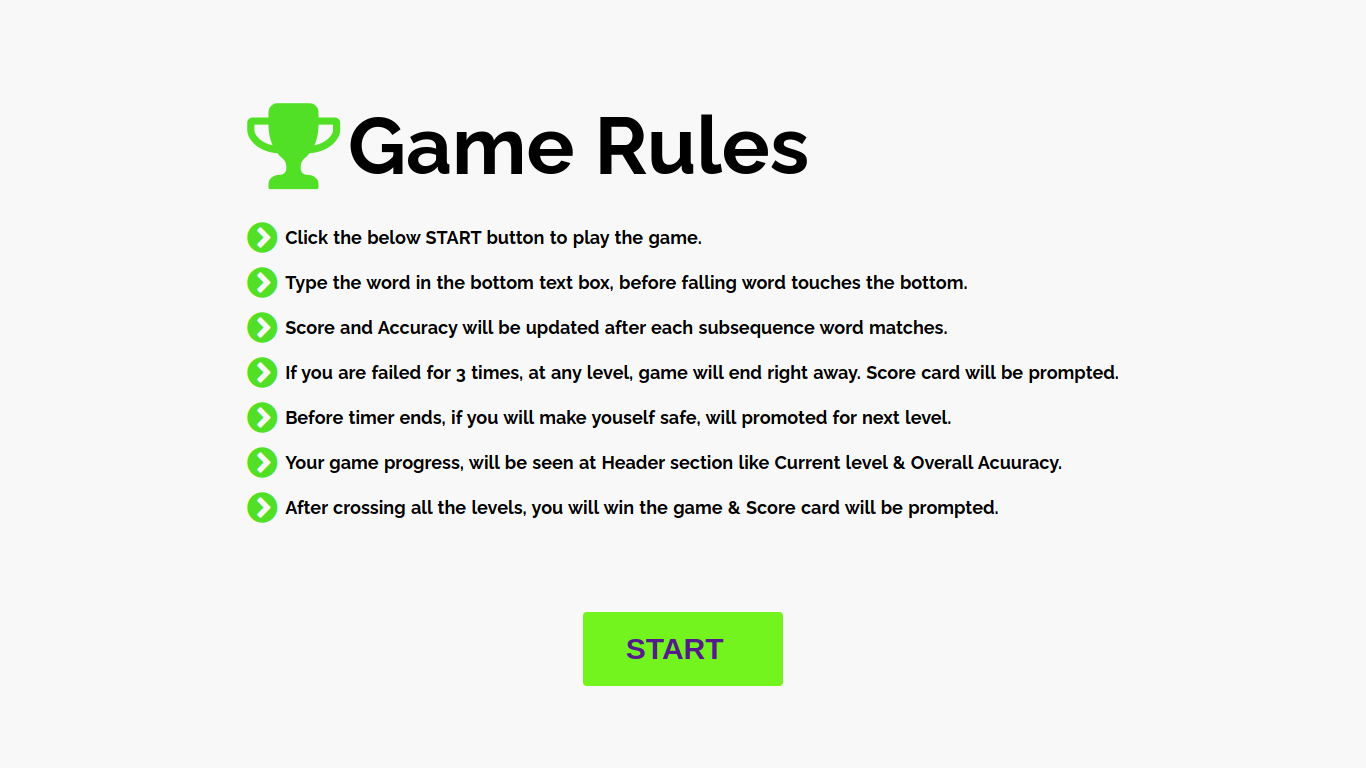 Game Rules
Click the below START button to play the game.
Type the word in the bottom text box, before falling word touches the bottom.
Score and Accuracy will be updated after each subsequence word matches.
If you are failed for 3 times, at any level, game will end right away. Score card will be prompted.
Before timer ends, if you will make youself safe, will promoted for next level.
Your game progress, will be seen at Header section like Current level & Overall Acuuracy.
After crossing all the levels, you will win the game & Score card will be prompted.
START